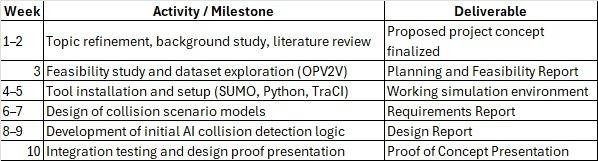 Week Activity / Milestone Deliverable
1–2 Topic refinement, background study, literature review Proposed project concept finalized
3 Feasibility study and dataset exploration (OPV2V) Planning and Feasibility Report
4–5 Tool installation and setup (SUMO, Python, TraCI) Working simulation environment
6–7 Design of collision scenario models Requirements Report
8–9 Development of initial AI collision detection logic Design Report
10 Integration testing and design proof presentation Proof of Concept Presentation